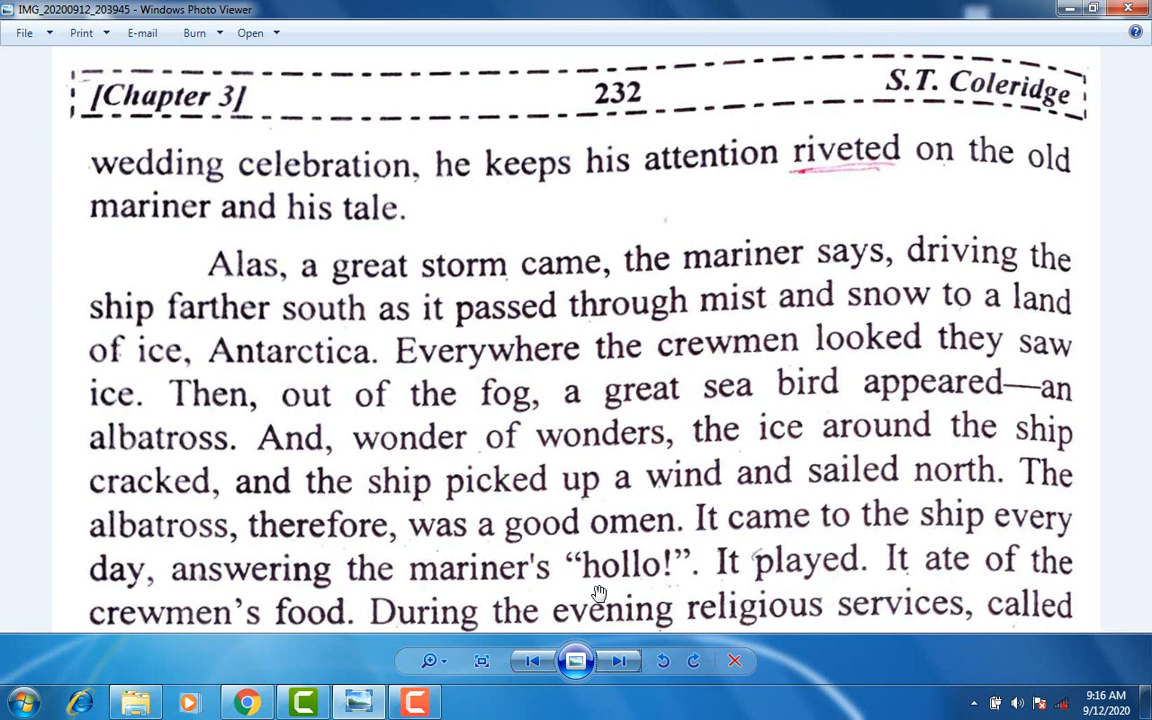 IMG_20200912_203945 - Windows Photo Viewer
File Print E-mail Burn Open
[Chapter 3] 232 S.T. Coleridge
wedding celebration, he keeps his attention riveted on the old
mariner and his tale.
Alas, a great storm came, the mariner says, driving the
ship farther south as it passed through mist and snow to a land
of ice, Antarctica. Everywhere the crewmen looked they saw
ice. Then, out of the fog, a great sea bird appeared—an
albatross. And, wonder of wonders, the ice around the ship
cracked, and the ship picked up a wind and sailed north. The
albatross, therefore, was a good omen. It came to the ship every
day, answering the mariner's “hollo!”. It played. It ate of the
crewmen’s food. During the evening religious services, called
9:16 AM
9/12/2020